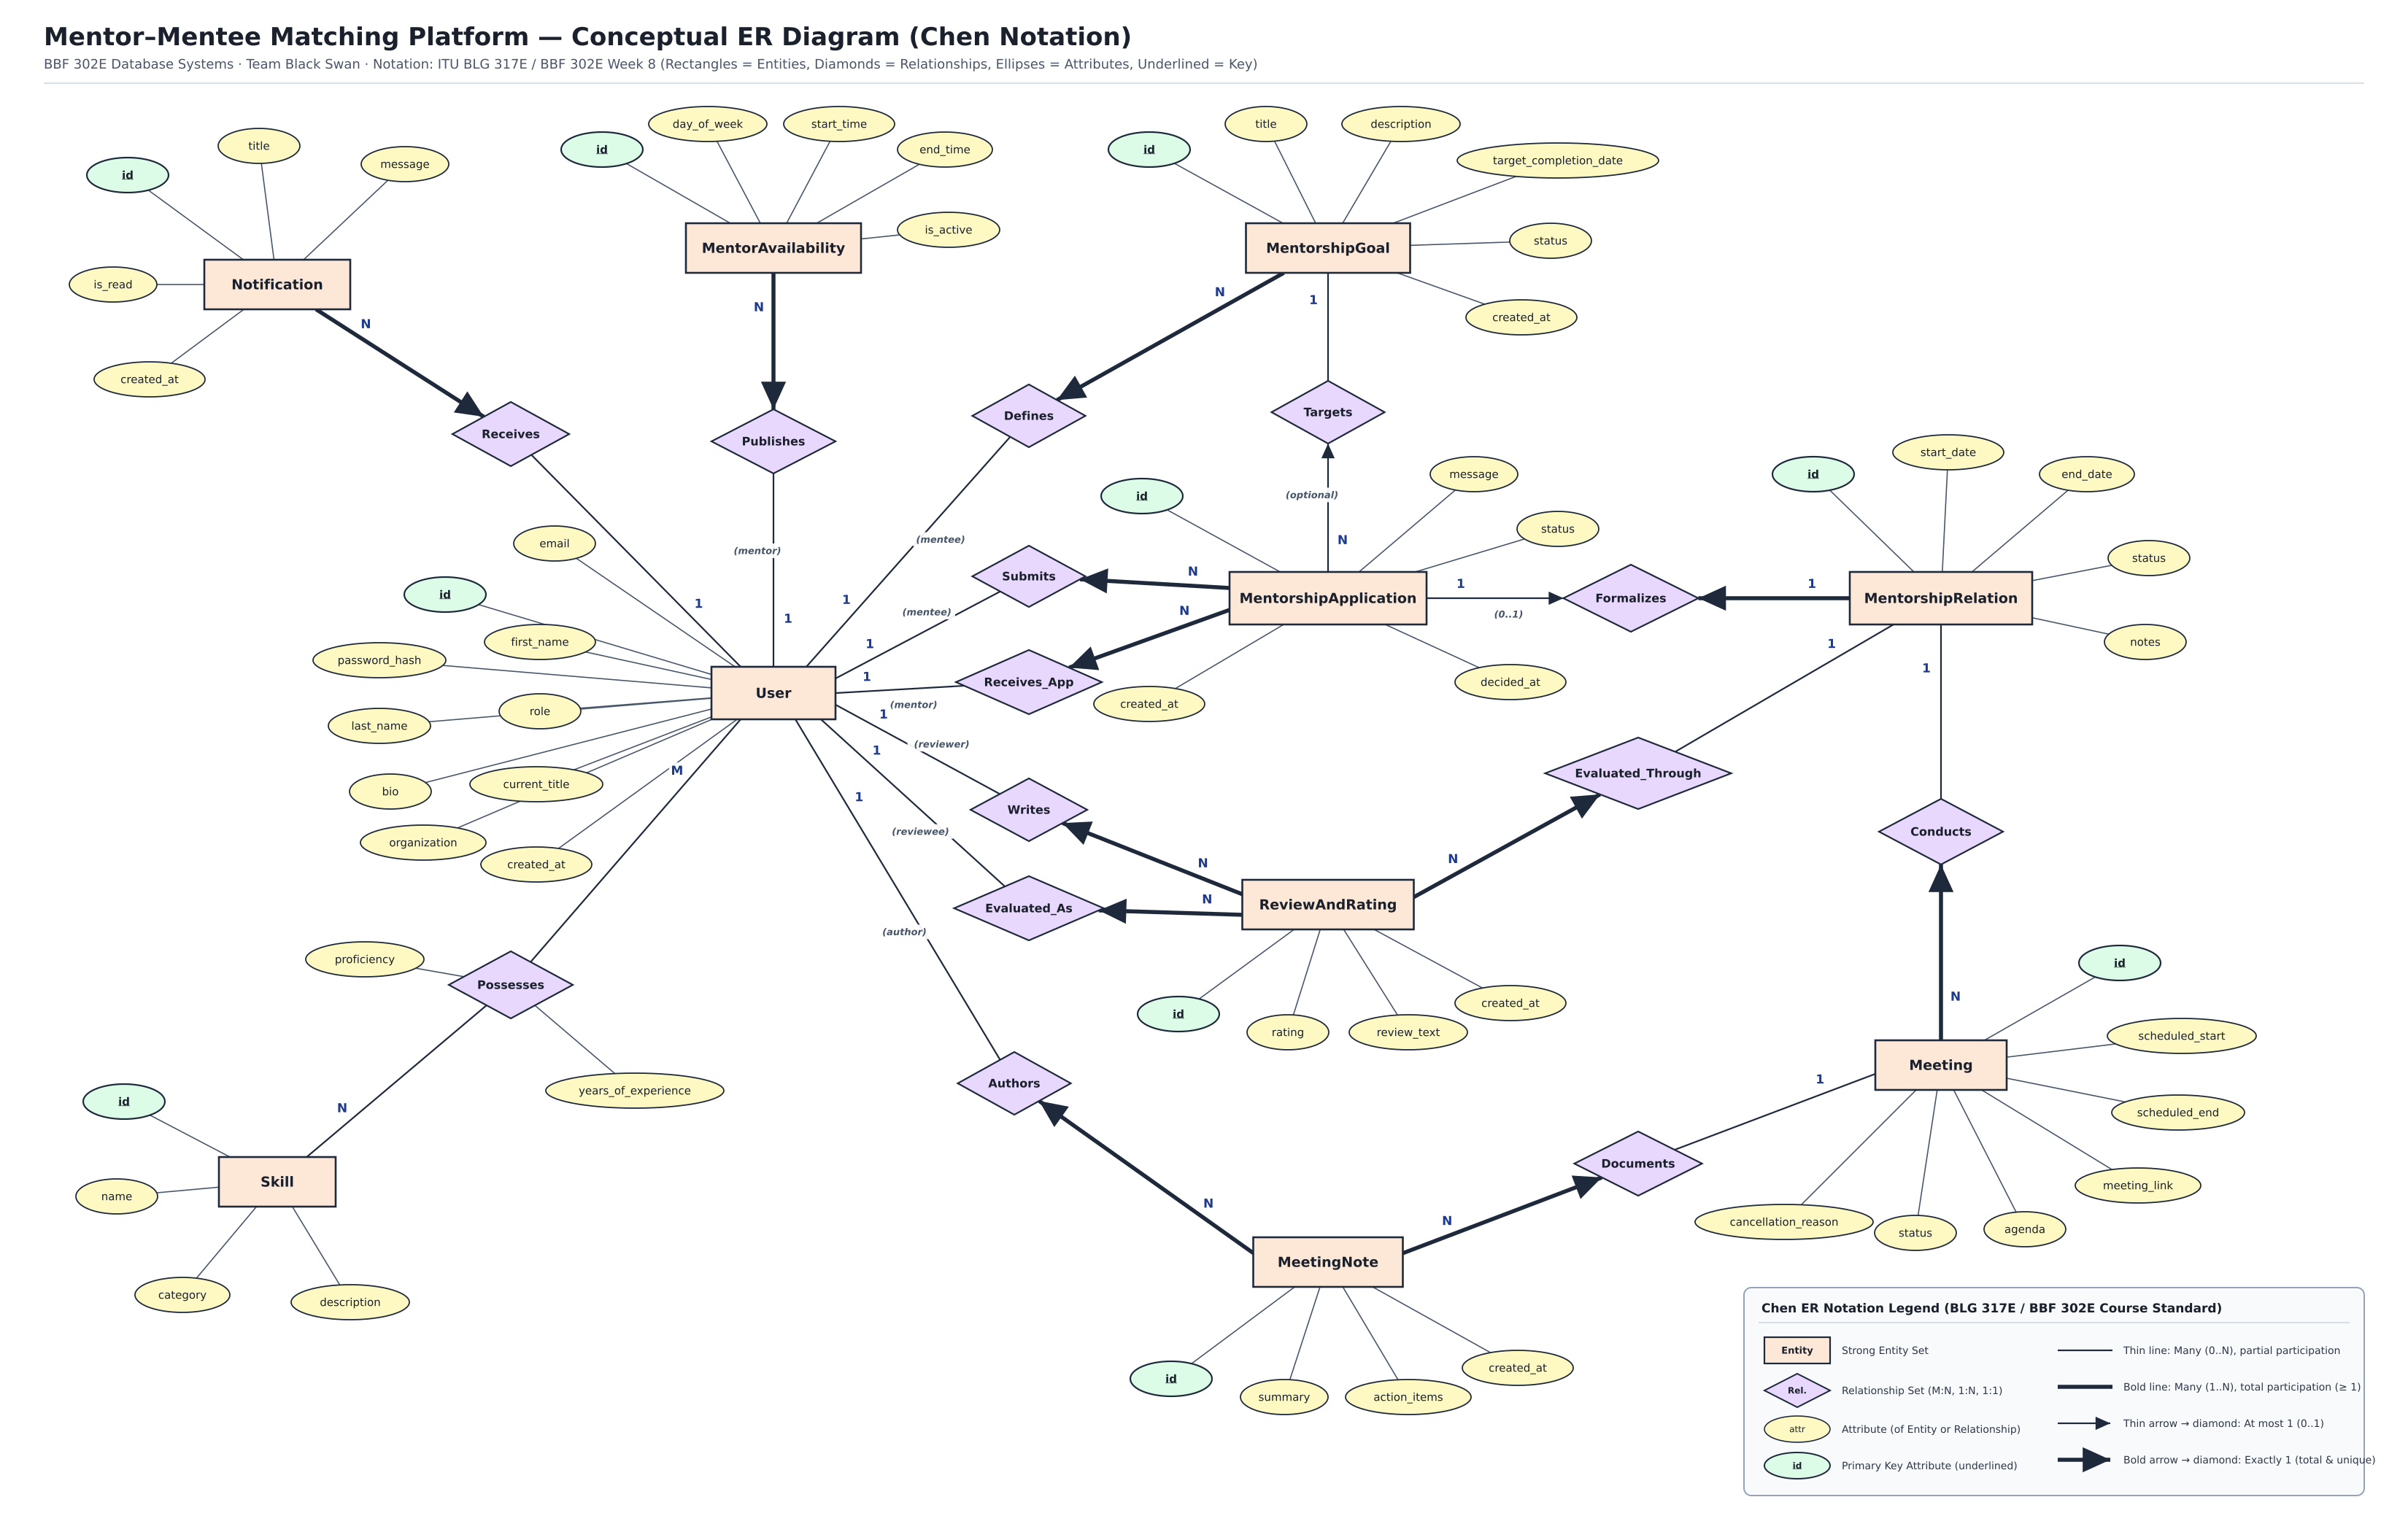 Mentor–Mentee Matching Platform — Conceptual ER Diagram (Chen Notation)
BBF 302E Database Systems · Team Black Swan · Notation: ITU BLG 317E / BBF 302E Week 8 (Rectangles = Entities, Diamonds = Relationships, Ellipses = Attributes, Underlined = Key)
id
title
message
is_read
Notification
created_at
N
Receives
id
day_of_week
start_time
end_time
is_active
MentorAvailability
N
Publishes
(mentor)
1
1
id
title
description
target_completion_date
status
created_at
MentorshipGoal
N
1
Defines
(mentee)
1
Targets
(optional)
N
id
message
status
MentorshipApplication
created_at
decided_at
N
Submits
(mentee)
1
N
Receives_App
1
(mentor)
1
(0..1)
Formalizes
1
id
start_date
end_date
status
notes
MentorshipRelation
1
1
email
id
first_name
password_hash
role
last_name
bio
current_title
organization
created_at
User
M
1
(reviewer)
Writes
N
1
(reviewee)
Evaluated_As
N
1
(author)
Authors
N
ReviewAndRating
id
rating
review_text
created_at
N
Evaluated_Through
Conducts
N
proficiency
Possesses
years_of_experience
N
id
name
Skill
category
description
Meeting
id
scheduled_start
scheduled_end
meeting_link
agenda
status
cancellation_reason
1
Documents
N
MeetingNote
id
summary
action_items
created_at
Chen ER Notation Legend (BLG 317E / BBF 302E Course Standard)
Entity
Strong Entity Set
Rel.
Relationship Set (M:N, 1:N, 1:1)
attr
Attribute (of Entity or Relationship)
id
Primary Key Attribute (underlined)
Thin line: Many (0..N), partial participation
Bold line: Many (1..N), total participation (≥ 1)
Thin arrow → diamond: At most 1 (0..1)
Bold arrow → diamond: Exactly 1 (total & unique)